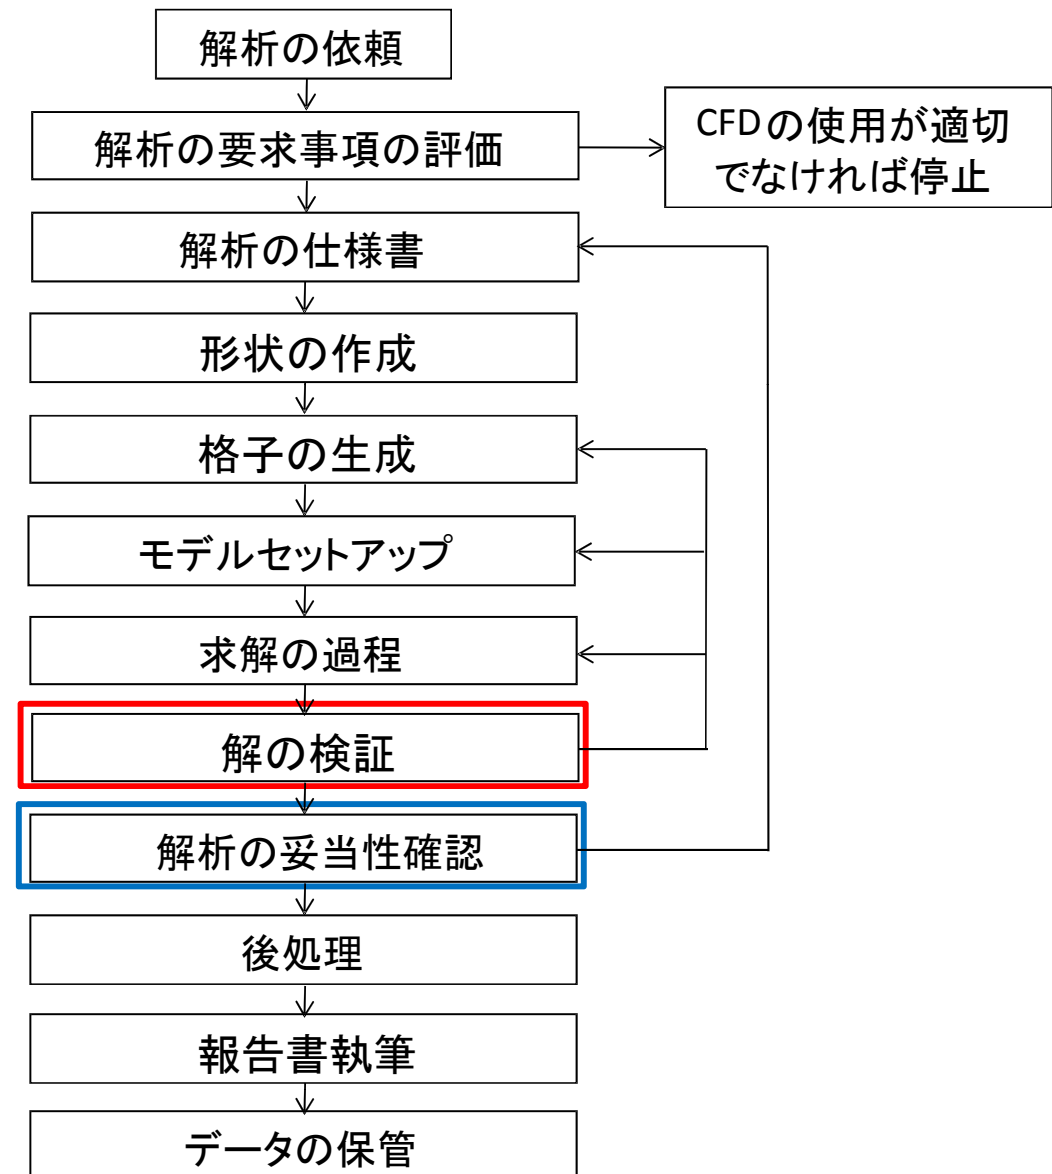 解析の依頼
解析の要求事項の評価
CFDの使用が適切
でなければ停止
解析の仕様書
形状の作成
格子の生成
モデルセットアップ
求解の過程
解の検証
解析の妥当性確認
後処理
報告書執筆
データの保管